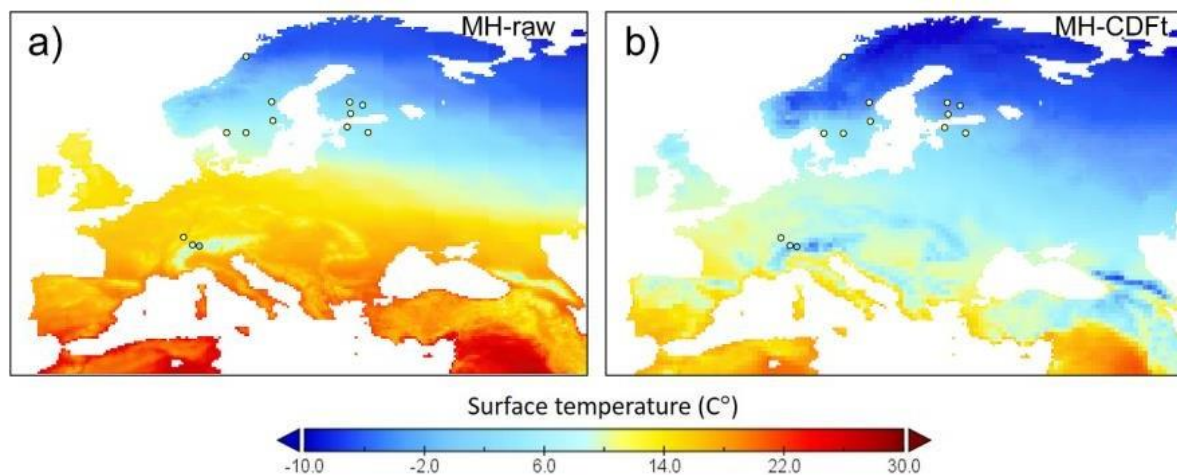 a)
MH-raw
b)
MH-CDFt
Surface temperature (C°)
-10.0 -2.0 6.0 14.0 22.0 30.0